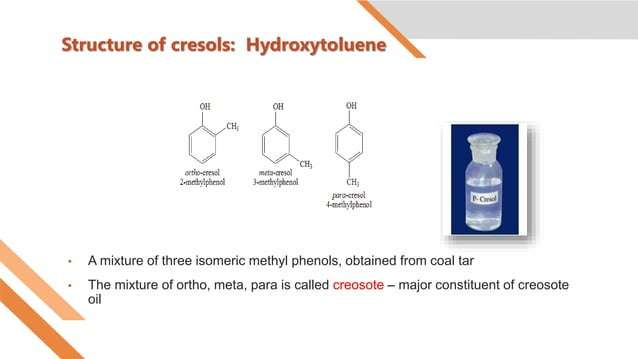 Structure of cresols: Hydroxytoluene
OH
CH3
ortho-cresol
2-methylphenol
OH
CH3
meta-cresol
3-methylphenol
OH
CH3
para-cresol
4-methylphenol
P- Cresol
• A mixture of three isomeric methyl phenols, obtained from coal tar
• The mixture of ortho, meta, para is called creosote – major constituent of creosote
oil